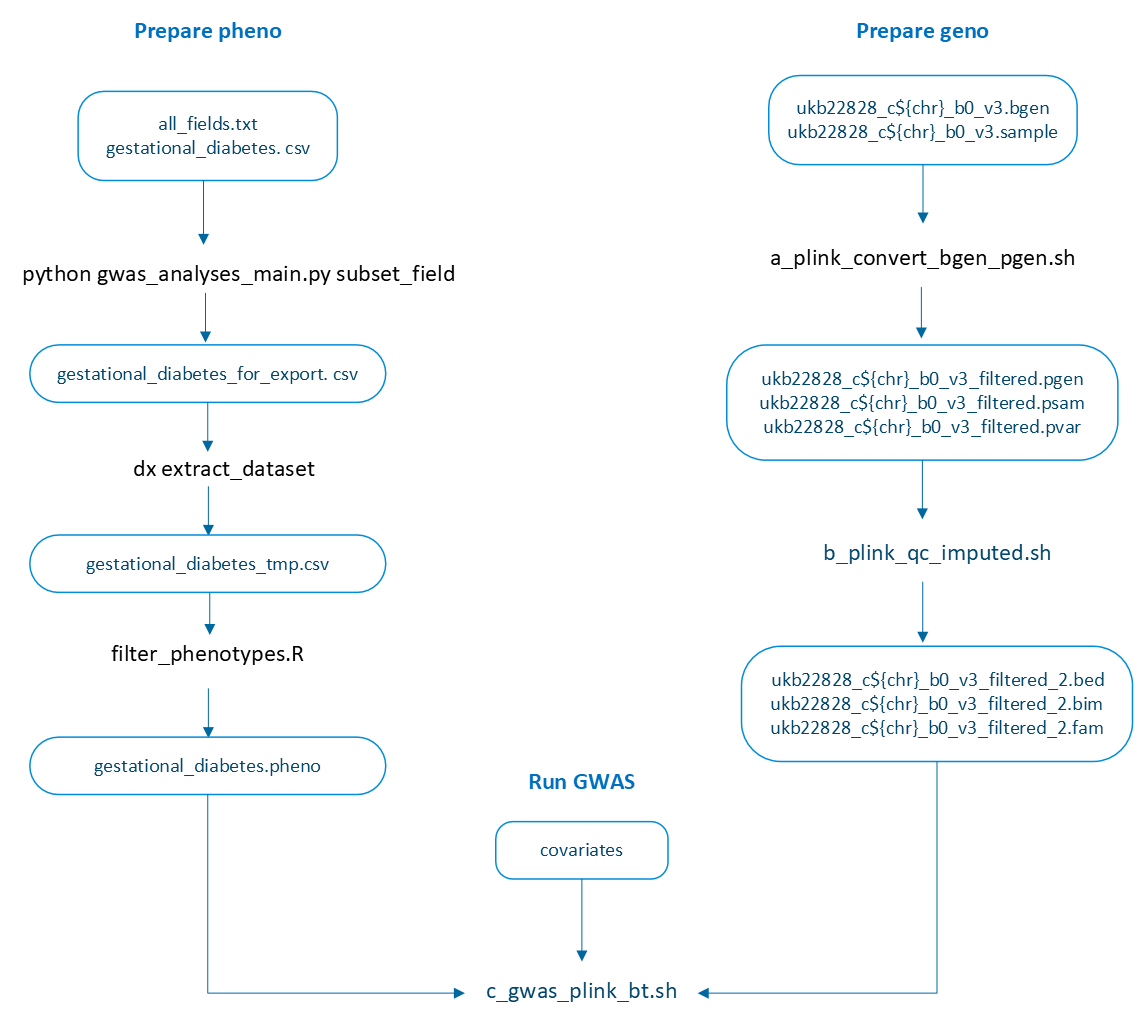 Prepare pheno
all_fields.txt
gestational_diabetes. csv
python gwas_analyses_main.py subset_field
gestational_diabetes_for_export. csv
dx extract_dataset
gestational_diabetes_tmp.csv
filter_phenotypes.R
gestational_diabetes.pheno
Prepare geno
ukb22828_c${chr}_b0_v3.bgen
ukb22828_c${chr}_b0_v3.sample
a_plink_convert_bgen_pgen.sh
ukb22828_c${chr}_b0_v3_filtered.pgen
ukb22828_c${chr}_b0_v3_filtered.psam
ukb22828_c${chr}_b0_v3_filtered.pvar
b_plink_qc_imputed.sh
ukb22828_c${chr}_b0_v3_filtered_2.bed
ukb22828_c${chr}_b0_v3_filtered_2.bim
ukb22828_c${chr}_b0_v3_filtered_2.fam
Run GWAS
covariates
c_gwas_plink_bt.sh